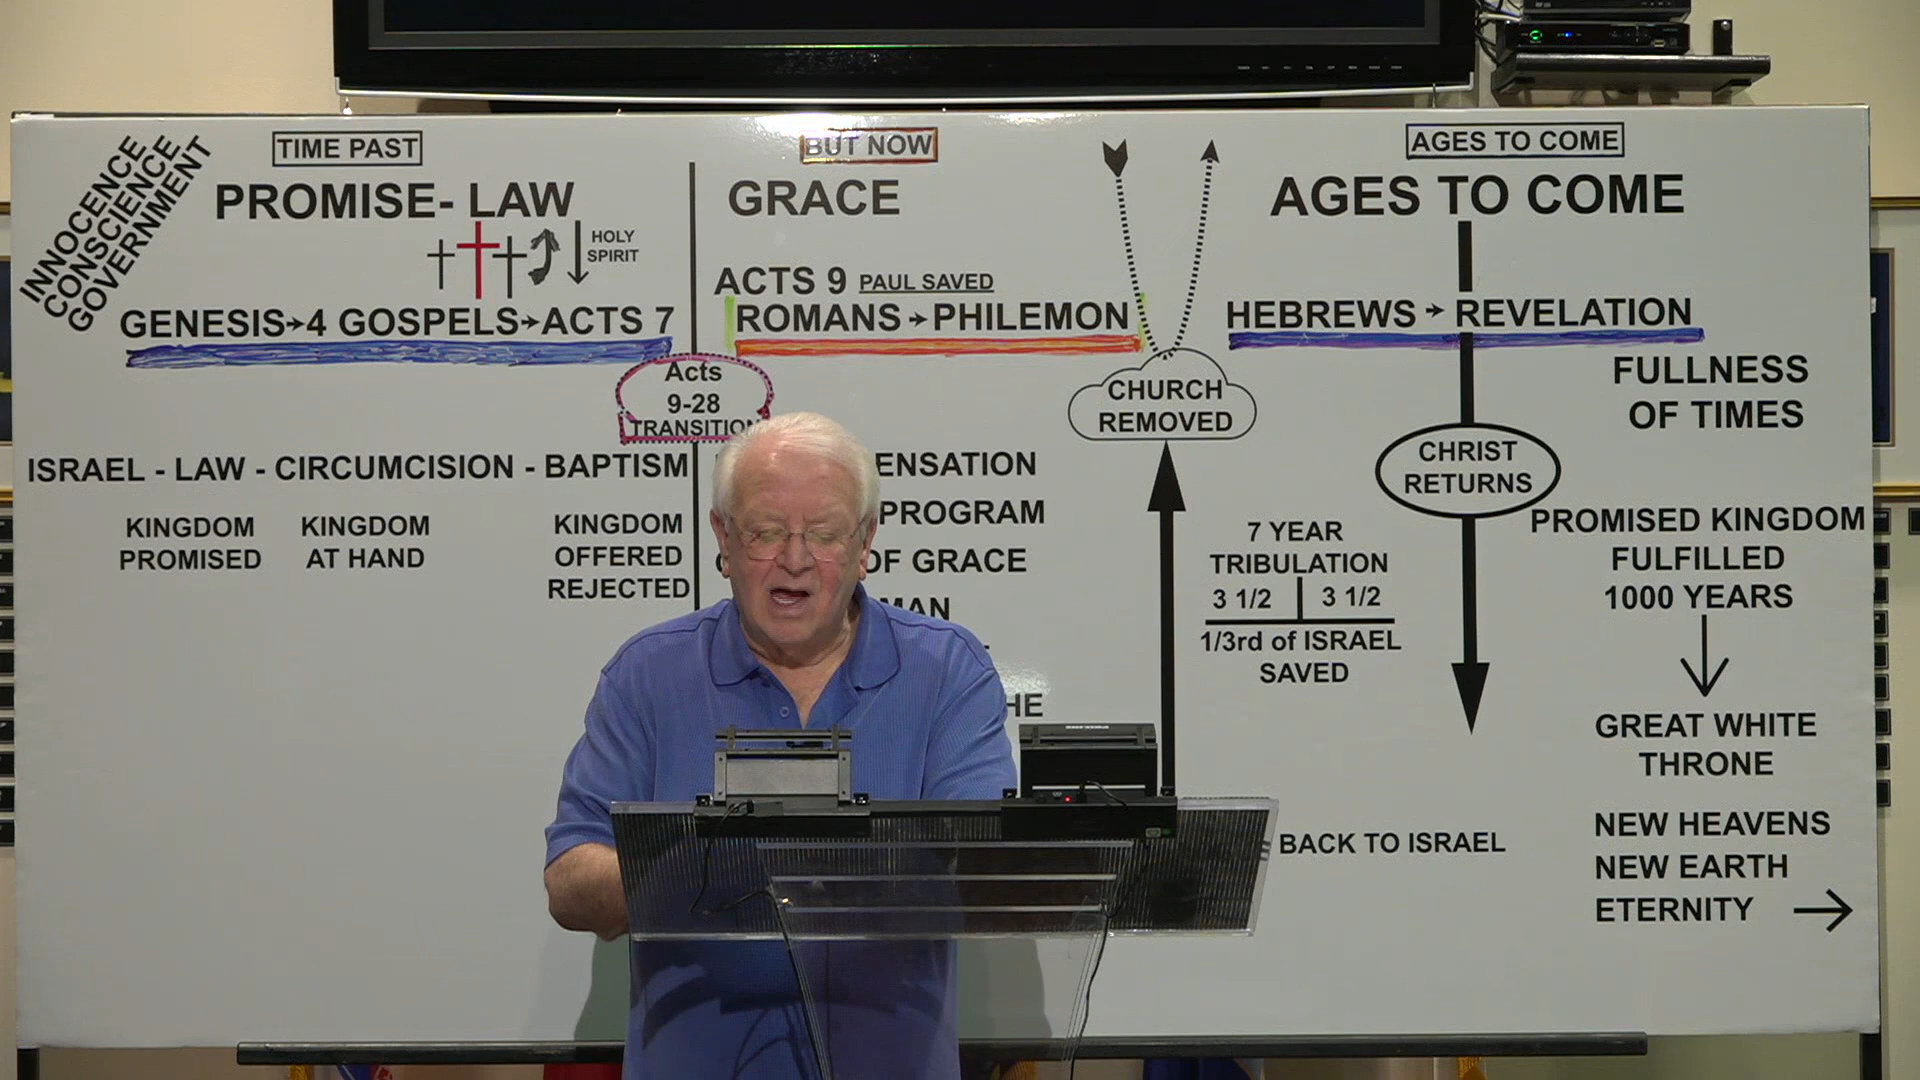 INNOCENCE
CONSCIENCE
GOVERNMENT
TIME PAST
PROMISE- LAW
HOLY
SPIRIT
GENESIS→4 GOSPELS→ACTS 7
Acts
9-28
TRANSITION
ISRAEL - LAW - CIRCUMCISION - BAPTISM
KINGDOM
PROMISED
KINGDOM
AT HAND
KINGDOM
OFFERED
REJECTED
BUT NOW
GRACE
ACTS 9 PAUL SAVED
ROMANS→PHILEMON
ENSATION
PROGRAM
OF GRACE
MAN
HE
CHURCH
REMOVED
AGES TO COME
AGES TO COME
HEBREWS→REVELATION
FULLNESS
OF TIMES
CHRIST
RETURNS
7 YEAR
TRIBULATION
3 1/2 3 1/2
1/3rd of ISRAEL
SAVED
BACK TO ISRAEL
PROMISED KINGDOM
FULFILLED
1000 YEARS
GREAT WHITE
THRONE
NEW HEAVENS
NEW EARTH
ETERNITY →